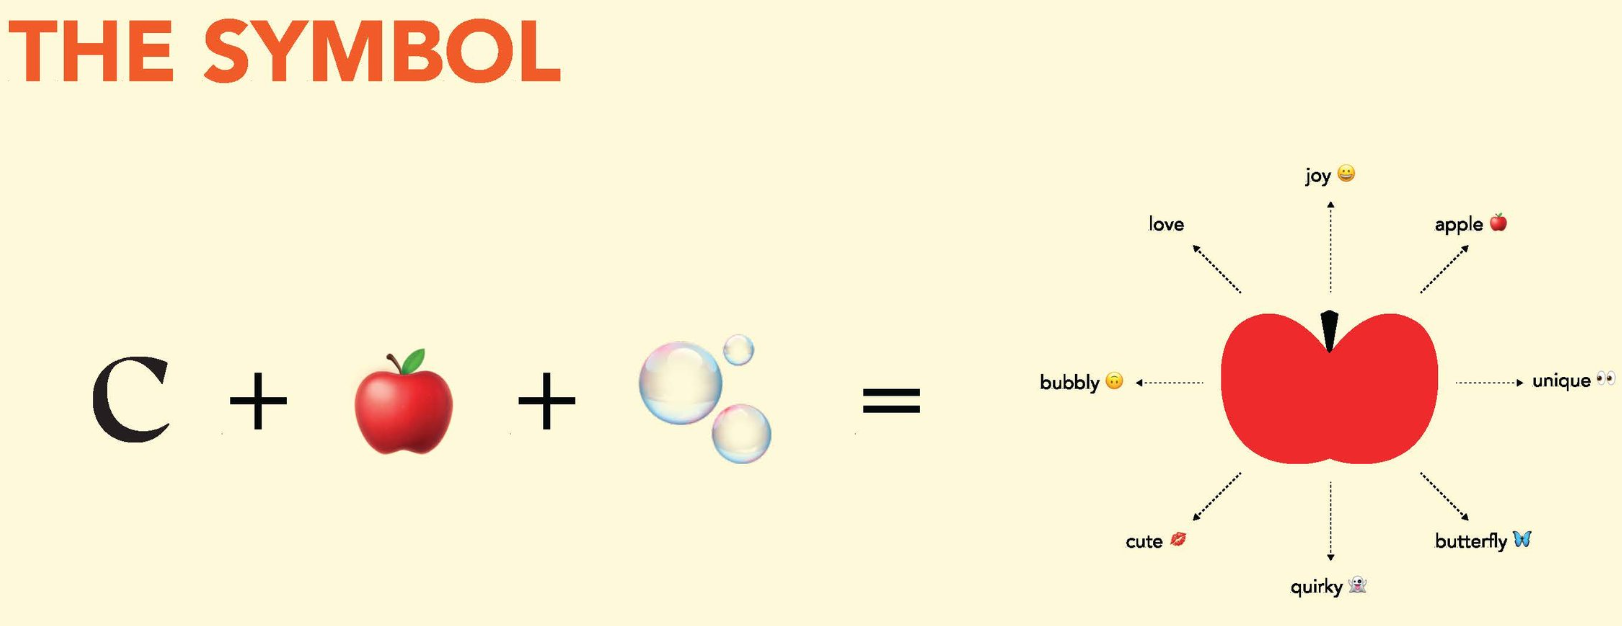 THE SYMBOL
joy 😀
love
apple 🍎
C + 🍎 + 🫧 =
bubbly 🙃
unique 👀
cute 💋
butterfly 🦋
quirky 👻